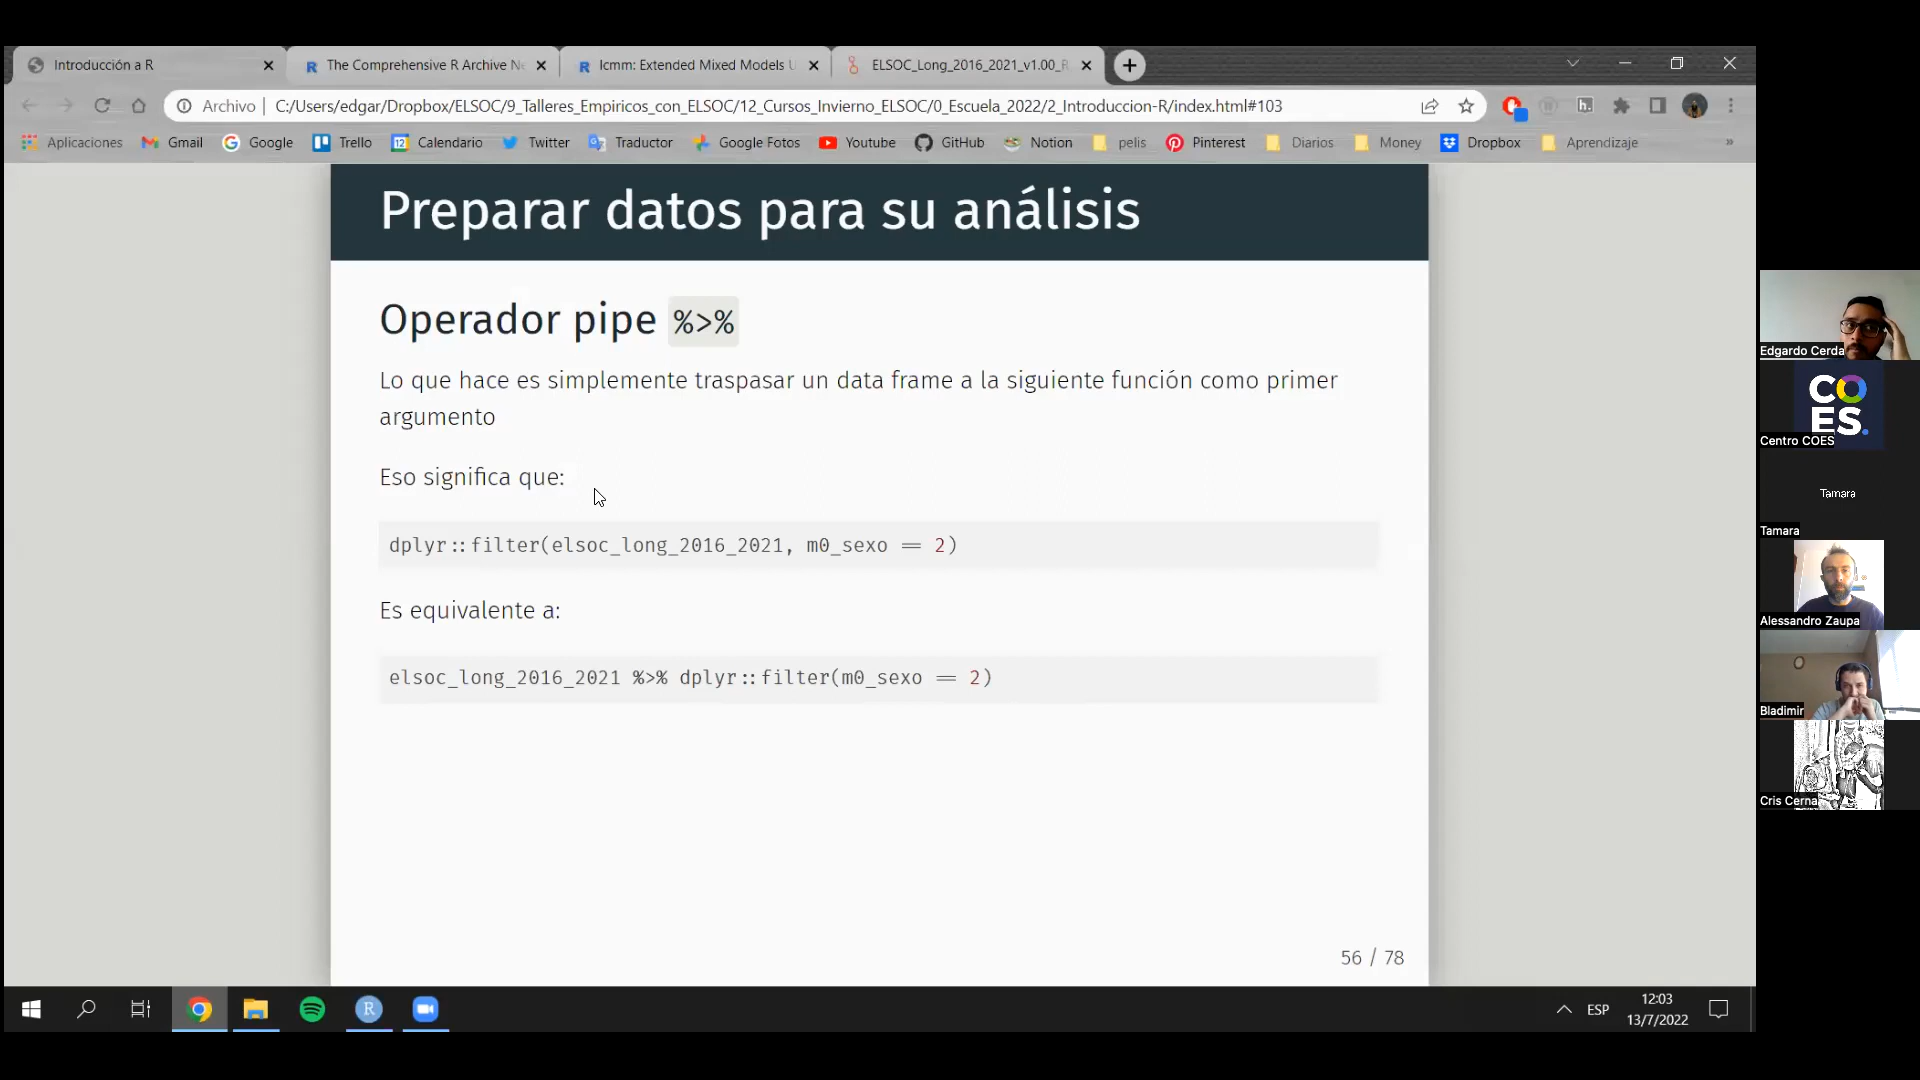 Introducción a R
The Comprehensive R Archive Ne
lcmm: Extended Mixed Models U
ELSOC_Long_2016_2021_v1.00_R
Archivo | C:/Users/edgar/Dropbox/ELSOC/9_Talleres_Empiricos_con_ELSOC/12_Cursos_Invierno_ELSOC/0_Escuela_2022/2_Introduccion-R/index.html#103
Aplicaciones Gmail Google Trello Calendario Twitter Traductor Google Fotos Youtube GitHub Notion pelis Pinterest Diarios Money Dropbox Aprendizaje »
Preparar datos para su análisis
Operador pipe %>%
Lo que hace es simplemente traspasar un data frame a la siguiente función como primer
argumento
Eso significa que:
dplyr::filter(elsoc_long_2016_2021, m0_sexo == 2)
Es equivalente a:
elsoc_long_2016_2021 %>% dplyr::filter(m0_sexo == 2)
56 / 78
Edgardo Cerda
COES.
Centro COES
Tamara
Tamara
Alessandro Zaupa
Bladimir
Cris Cerna
ESP
12:03
13/7/2022